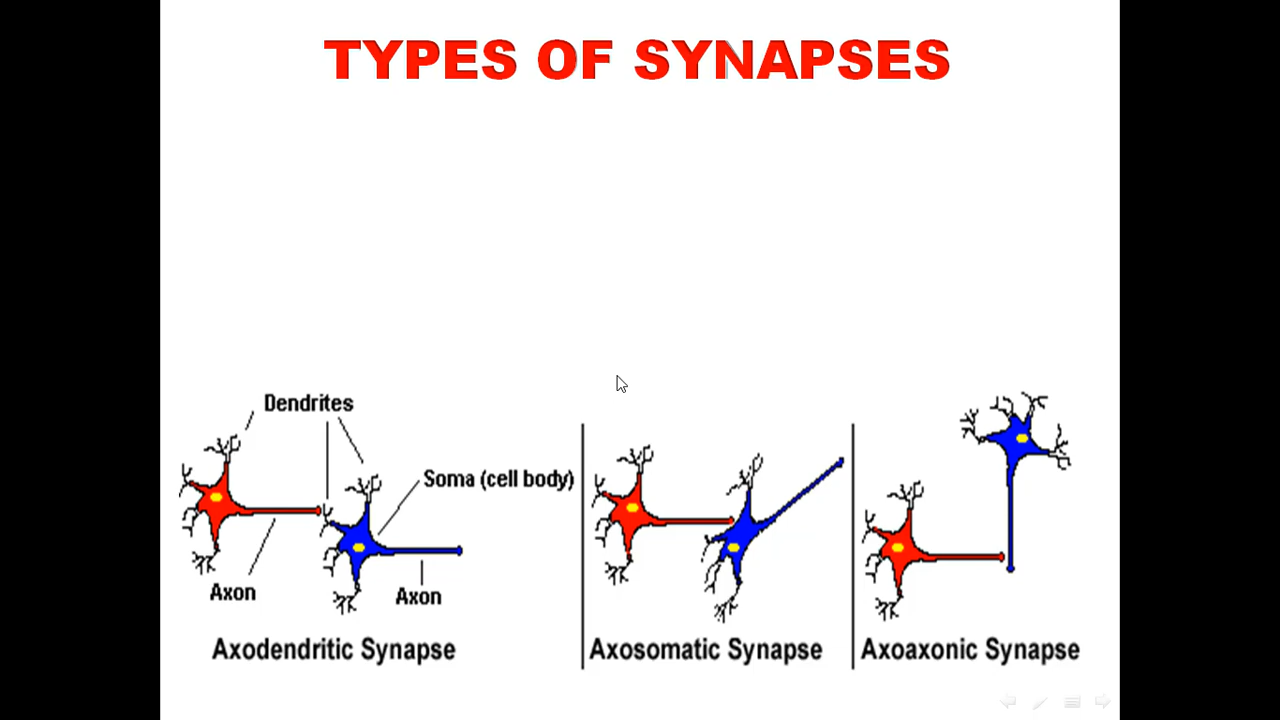 TYPES OF SYNAPSES
Dendrites
Soma (cell body)
Axon
Axon
Axodendritic Synapse
Axosomatic Synapse
Axoaxonic Synapse